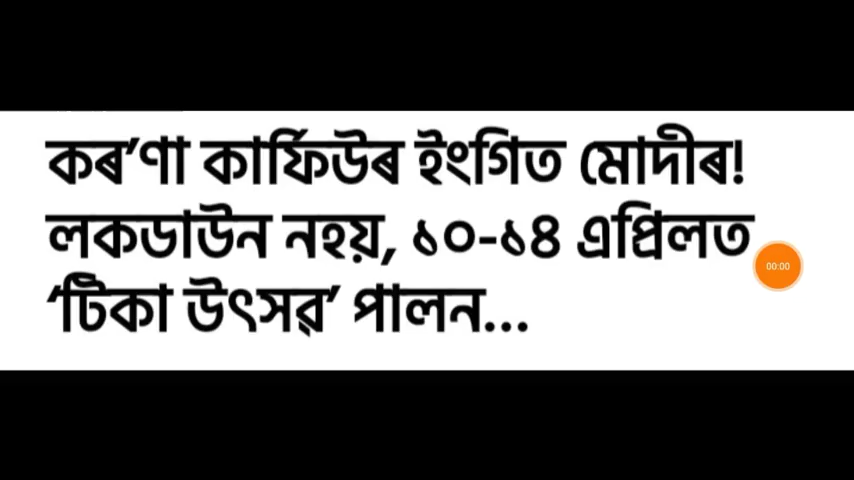 কৰ’ণা কাৰ্ফিউৰ ইংগিত মোদীৰ!
লকডাউন নহয়, ১০-১৪ এপ্ৰিলত
‘টিকা উৎসৱ’ পালন...
00:00